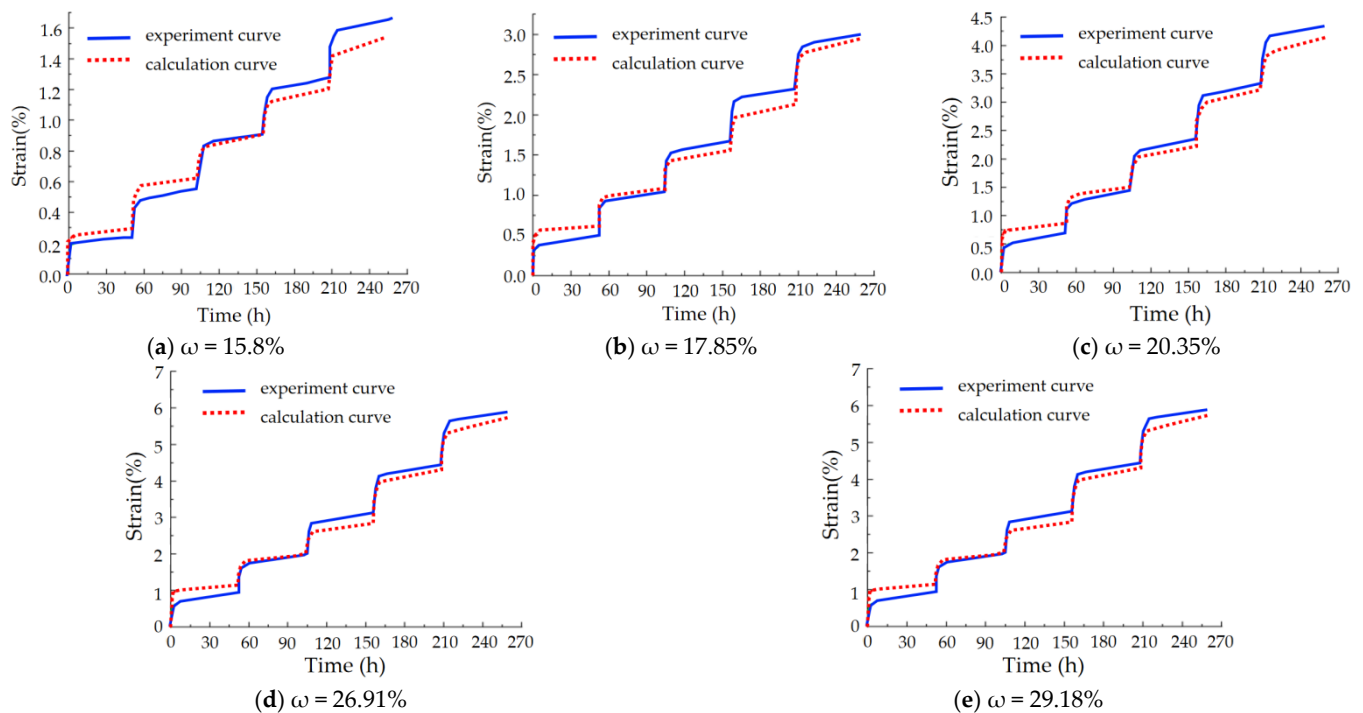 experiment curve
calculation curve
Strain(%)
1.6
1.4
1.2
1.0
0.8
0.6
0.4
0.2
0.0
0 30 60 90 120 150 180 210 240 270
Time (h)
(a) ω = 15.8%
experiment curve
calculation curve
Strain(%)
3.0
2.5
2.0
1.5
1.0
0.5
0.0
0 30 60 90 120 150 180 210 240 270
Time (h)
(b) ω = 17.85%
experiment curve
calculation curve
Strain(%)
4.5
4.0
3.5
3.0
2.5
2.0
1.5
1.0
0.5
0.0
0 30 60 90 120 150 180 210 240 270
Time (h)
(c) ω = 20.35%
experiment curve
calculation curve
Strain(%)
7
6
5
4
3
2
1
0
0 30 60 90 120 150 180 210 240 270
Time (h)
(d) ω = 26.91%
experiment curve
calculation curve
Strain(%)
7
6
5
4
3
2
1
0
0 30 60 90 120 150 180 210 240 270
Time (h)
(e) ω = 29.18%